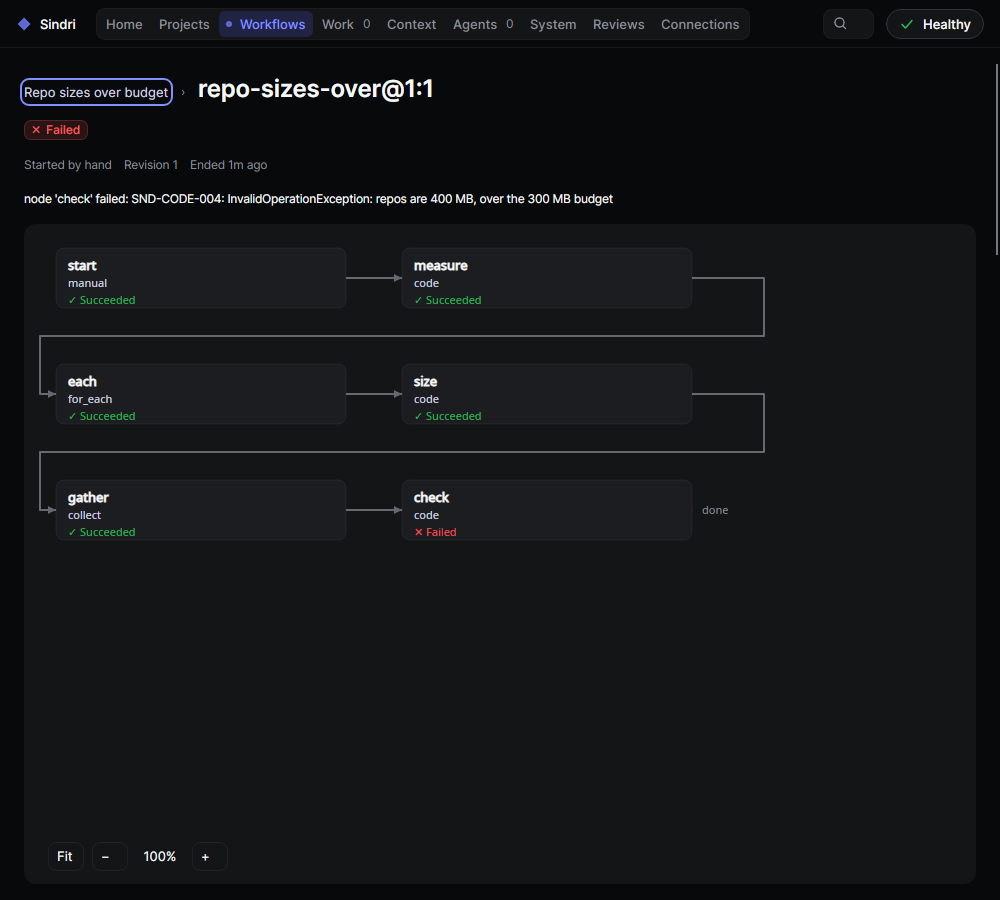 Sindri Home Projects Workflows Work 0 Context Agents 0 System Reviews Connections Healthy
Repo sizes over budget › repo-sizes-over@1:1
✕ Failed
Started by hand Revision 1 Ended 1m ago
node 'check' failed: SND-CODE-004: InvalidOperationException: repos are 400 MB, over the 300 MB budget
start
manual
✓ Succeeded
measure
code
✓ Succeeded
each
for_each
✓ Succeeded
size
code
✓ Succeeded
gather
collect
✓ Succeeded
check
code
✕ Failed
done
Fit − 100% +